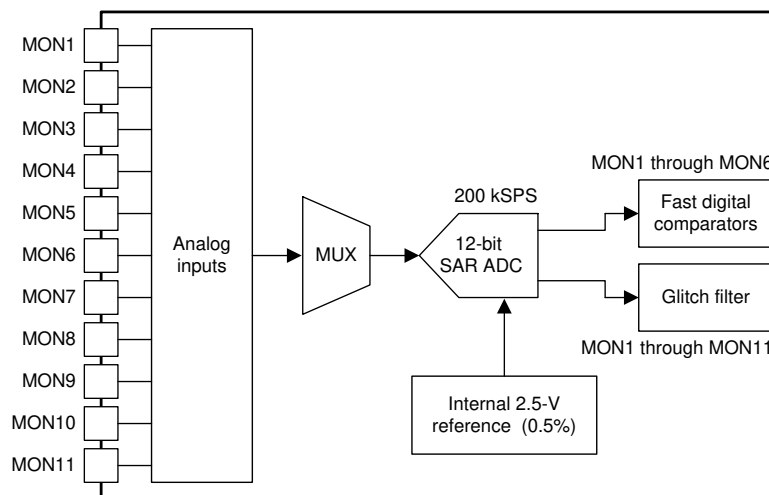 MON1
MON2
MON3
MON4
MON5
MON6
MON7
MON8
MON9
MON10
MON11
Analog
inputs
MUX
200 kSPS
12-bit
SAR ADC
Internal 2.5-V
reference (0.5%)
MON1 through MON6
Fast digital
comparators
Glitch filter
MON1 through MON11